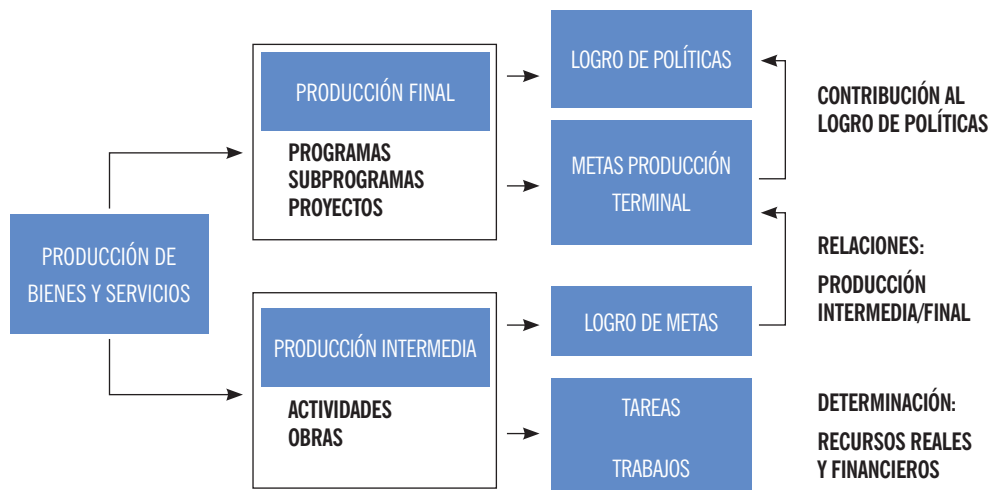 PRODUCCIÓN DE
BIENES Y SERVICIOS
PRODUCCIÓN FINAL
PROGRAMAS
SUBPROGRAMAS
PROYECTOS
PRODUCCIÓN INTERMEDIA
ACTIVIDADES
OBRAS
LOGRO DE POLÍTICAS
METAS PRODUCCIÓN
TERMINAL
LOGRO DE METAS
TAREAS
TRABAJOS
CONTRIBUCIÓN AL
LOGRO DE POLÍTICAS
RELACIONES:
PRODUCCIÓN
INTERMEDIA/FINAL
DETERMINACIÓN:
RECURSOS REALES
Y FINANCIEROS